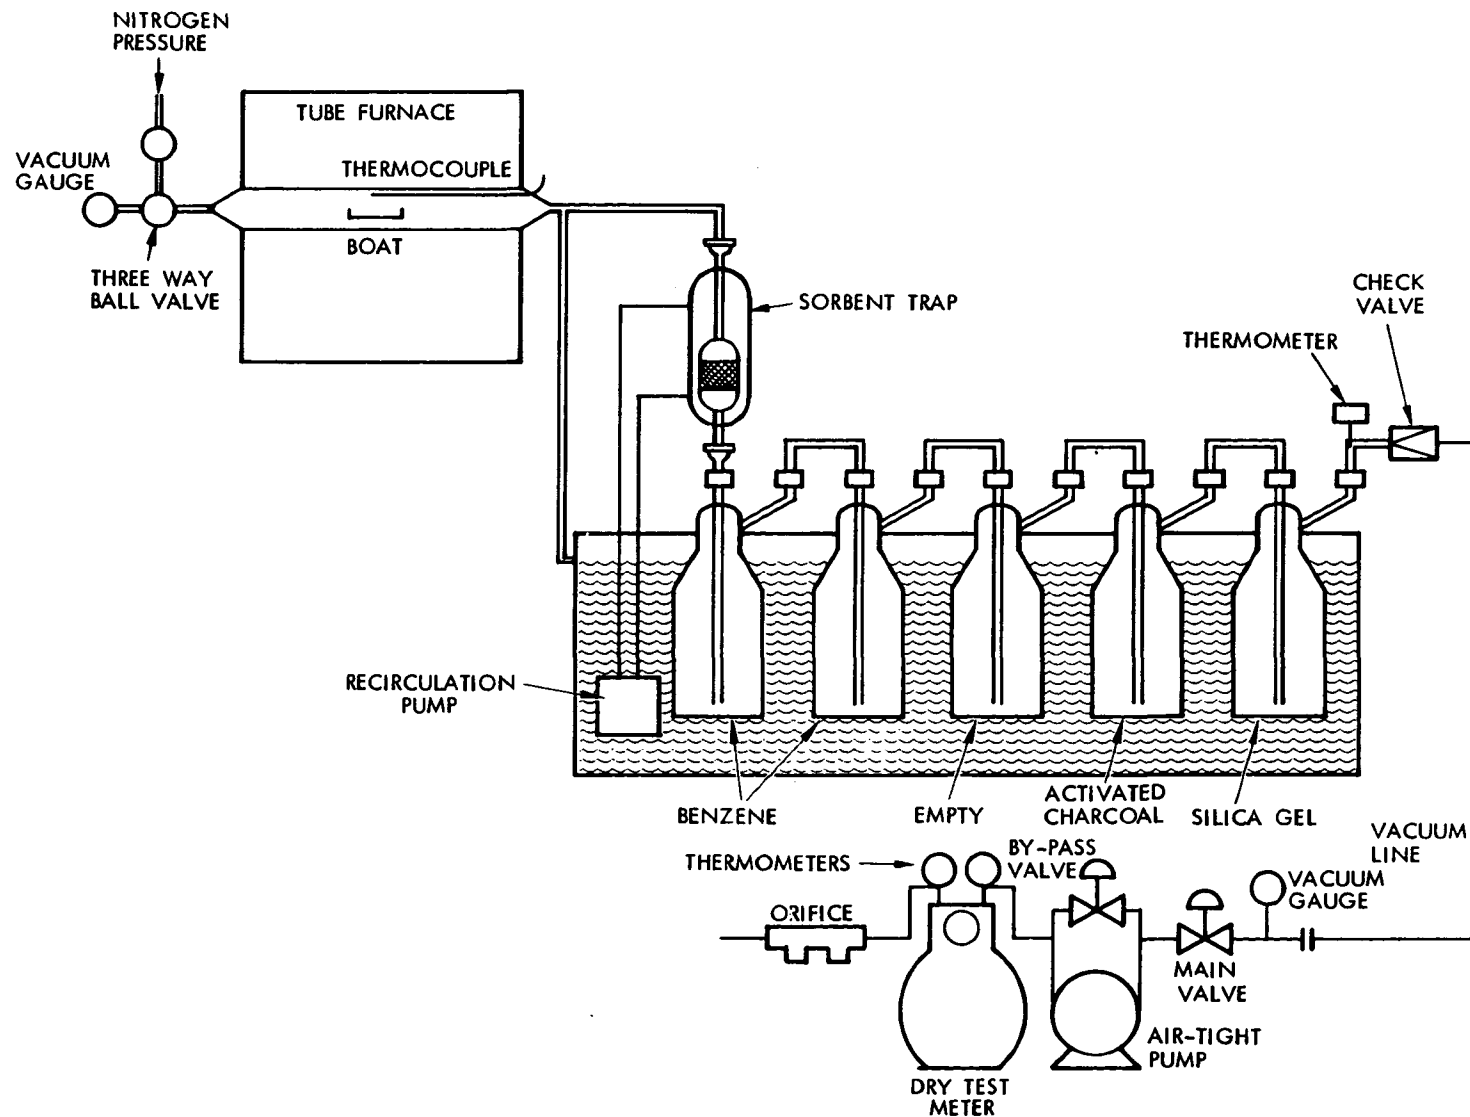 NITROGEN
PRESSURE
TUBE FURNACE
VACUUM
GAUGE
THERMOCOUPLE
BOAT
THREE WAY
BALL VALVE
SORBENT TRAP
CHECK
VALVE
THERMOMETER
RECIRCULATION
PUMP
BENZENE
EMPTY
ACTIVATED
CHARCOAL
SILICA GEL
VACUUM
LINE
THERMOMETERS
BY-PASS
VALVE
VACUUM
GAUGE
ORIFICE
MAIN
VALVE
AIR-TIGHT
PUMP
DRY TEST
METER